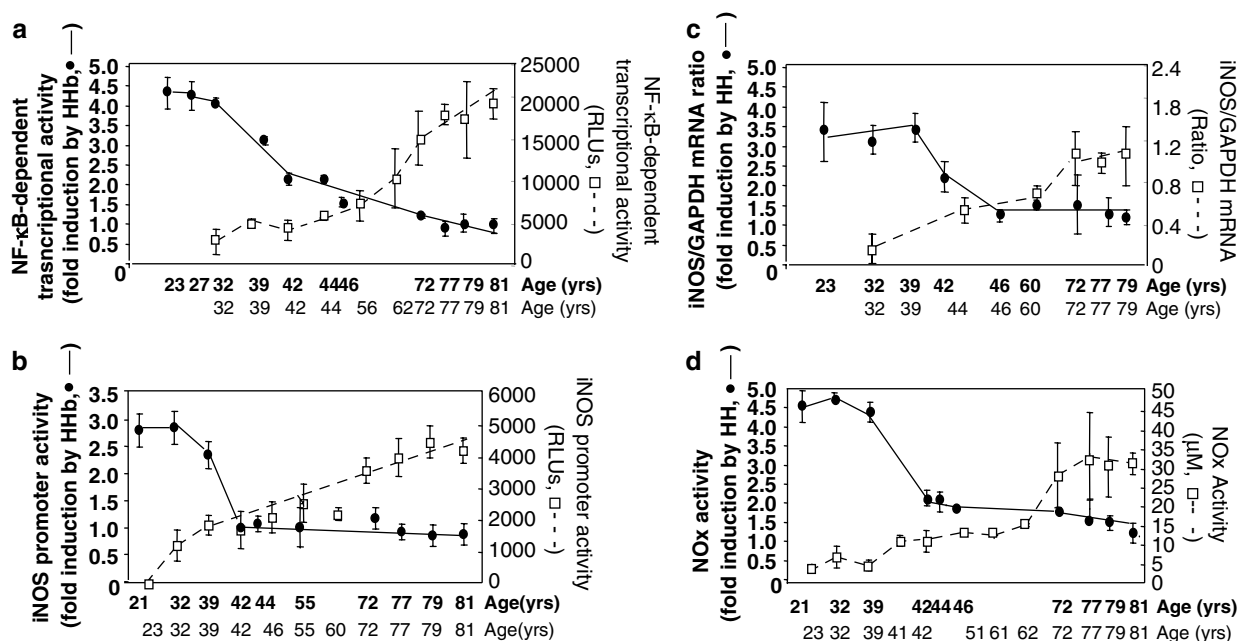 a
NF-κB-dependent
trasncriptional activity
(fold induction by HHb, ● — )
5.0
4.5
4.0
3.5
3.0
2.5
2.0
1.5
1.0
0.5
0
25000
20000
15000
10000
5000
0
NF-κB-dependent
transcriptional activity
(RLUs, □ - - - )
23 27 32 39 42 4446 72 77 79 81 Age (yrs)
32 39 42 44 56 62 72 77 79 81 Age (yrs)
b
iNOS promoter activity
(fold induction by HHb, ● — )
3.5
3.0
2.5
2.0
1.5
1.0
0.5
0
6000
5000
4000
3000
2000
1000
0
iNOS promoter activity
(RLUs, □ - - - )
21 32 39 42 44 55 72 77 79 81 Age(yrs)
23 32 39 42 46 55 60 72 77 79 81 Age(yrs)
c
iNOS/GAPDH mRNA ratio
(fold induction by HH, ● — )
5.0
4.5
4.0
3.5
3.0
2.5
2.0
1.5
1.0
0.5
0
2.4
1.8
1.2
0.8
0.4
0
iNOS/GAPDH mRNA
(Ratio, □ - - - )
23 32 39 42 46 60 72 77 79 Age (yrs)
32 39 44 46 60 72 77 79 Age (yrs)
d
NOx activity
(fold induction by HH, ● — )
5.0
4.5
4.0
3.5
3.0
2.5
2.0
1.5
1.0
0.5
0
50
45
40
35
30
25
20
15
10
5
0
NOx Activity
(µM, □ - - - )
21 32 39 4244 46 72 77 79 81 Age(yrs)
23 32 39 41 42 51 61 62 72 77 79 81 Age(yrs)